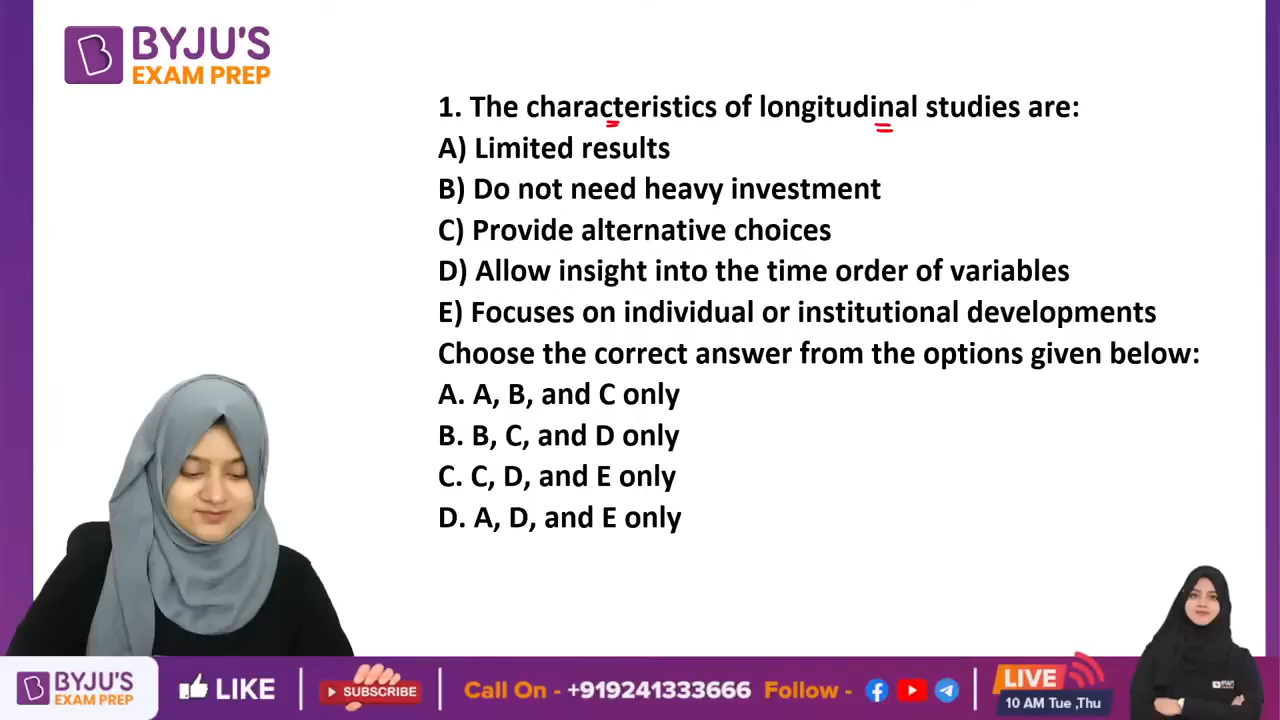 BYJU'S
EXAM PREP
1. The characteristics of longitudinal studies are:
A) Limited results
B) Do not need heavy investment
C) Provide alternative choices
D) Allow insight into the time order of variables
E) Focuses on individual or institutional developments
Choose the correct answer from the options given below:
A. A, B, and C only
B. B, C, and D only
C. C, D, and E only
D. A, D, and E only
BYJU'S
EXAM PREP
LIKE
SUBSCRIBE
Call On - +919241333666 Follow -
LIVE
10 AM Tue ,Thu